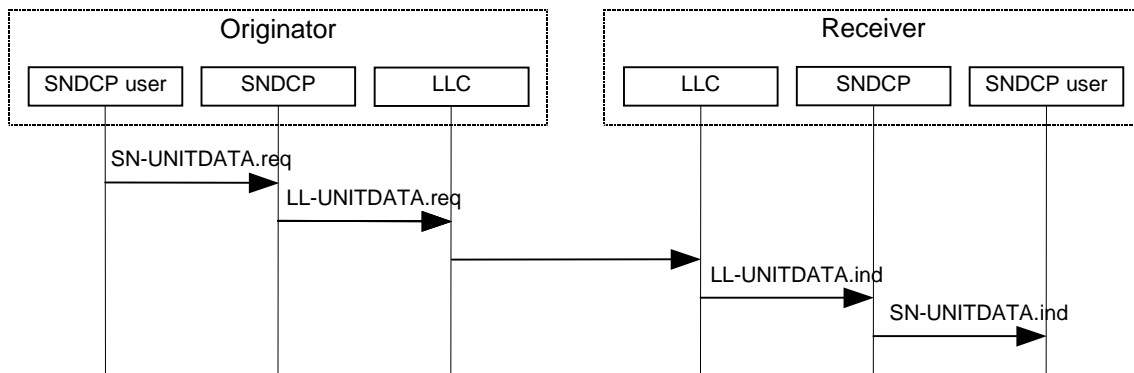 Originator
Receiver
SNDCP user
SNDCP
LLC
LLC
SNDCP
SNDCP user
SN-UNITDATA.req
LL-UNITDATA.req
LL-UNITDATA.ind
SN-UNITDATA.ind